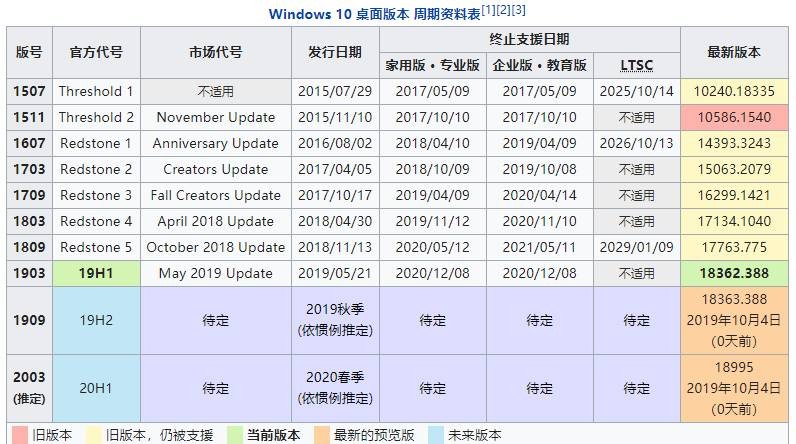 Windows 10 桌面版本 周期资料表[1][2][3]
版号 官方代号 市场代号 发行日期 终止支援日期 最新版本
家用版・专业版 企业版・教育版 LTSC
1507 Threshold 1 不适用 2015/07/29 2017/05/09 2017/05/09 2025/10/14 10240.18335
1511 Threshold 2 November Update 2015/11/10 2017/10/10 2017/10/10 不适用 10586.1540
1607 Redstone 1 Anniversary Update 2016/08/02 2018/04/10 2019/04/09 2026/10/13 14393.3243
1703 Redstone 2 Creators Update 2017/04/05 2018/10/09 2019/10/08 不适用 15063.2079
1709 Redstone 3 Fall Creators Update 2017/10/17 2019/04/09 2020/04/14 不适用 16299.1421
1803 Redstone 4 April 2018 Update 2018/04/30 2019/11/12 2020/11/10 不适用 17134.1040
1809 Redstone 5 October 2018 Update 2018/11/13 2020/05/12 2021/05/11 2029/01/09 17763.775
1903 19H1 May 2019 Update 2019/05/21 2020/12/08 2020/12/08 不适用 18362.388
1909 19H2 待定 2019秋季 (依惯例推定) 待定 待定 待定 18363.388 2019年10月4日 (0天前)
2003 (推定) 20H1 待定 2020春季 (依惯例推定) 待定 待定 待定 18995 2019年10月4日 (0天前)
旧版本 旧版本，仍被支援 当前版本 最新的预览版 未来版本